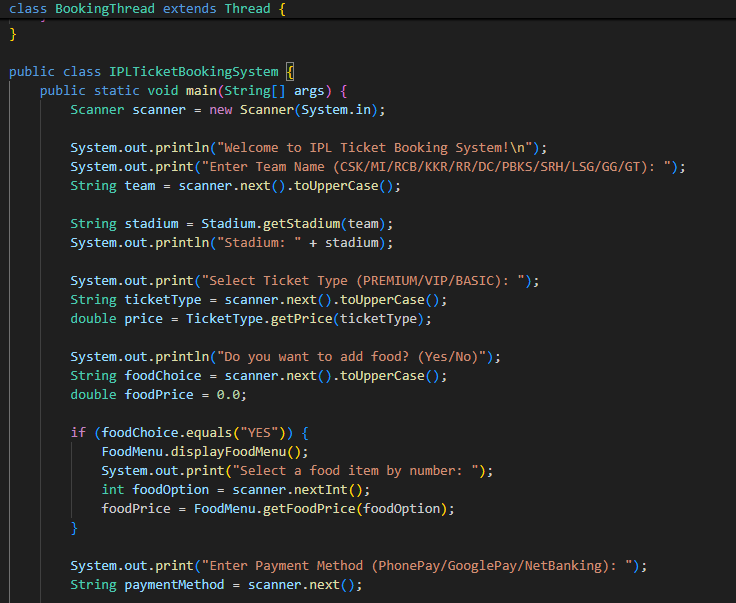 class BookingThread extends Thread {
}
public class IPLTicketBookingSystem {
    public static void main(String[] args) {
        Scanner scanner = new Scanner(System.in);

        System.out.println("Welcome to IPL Ticket Booking System!\n");
        System.out.print("Enter Team Name (CSK/MI/RCB/KKR/RR/DC/PBKS/SRH/LSG/GG/GT): ");
        String team = scanner.next().toUpperCase();

        String stadium = Stadium.getStadium(team);
        System.out.println("Stadium: " + stadium);

        System.out.print("Select Ticket Type (PREMIUM/VIP/BASIC): ");
        String ticketType = scanner.next().toUpperCase();
        double price = TicketType.getPrice(ticketType);

        System.out.println("Do you want to add food? (Yes/No)");
        String foodChoice = scanner.next().toUpperCase();
        double foodPrice = 0.0;

        if (foodChoice.equals("YES")) {
            FoodMenu.displayFoodMenu();
            System.out.print("Select a food item by number: ");
            int foodOption = scanner.nextInt();
            foodPrice = FoodMenu.getFoodPrice(foodOption);
        }

        System.out.print("Enter Payment Method (PhonePay/GooglePay/NetBanking): ");
        String paymentMethod = scanner.next();